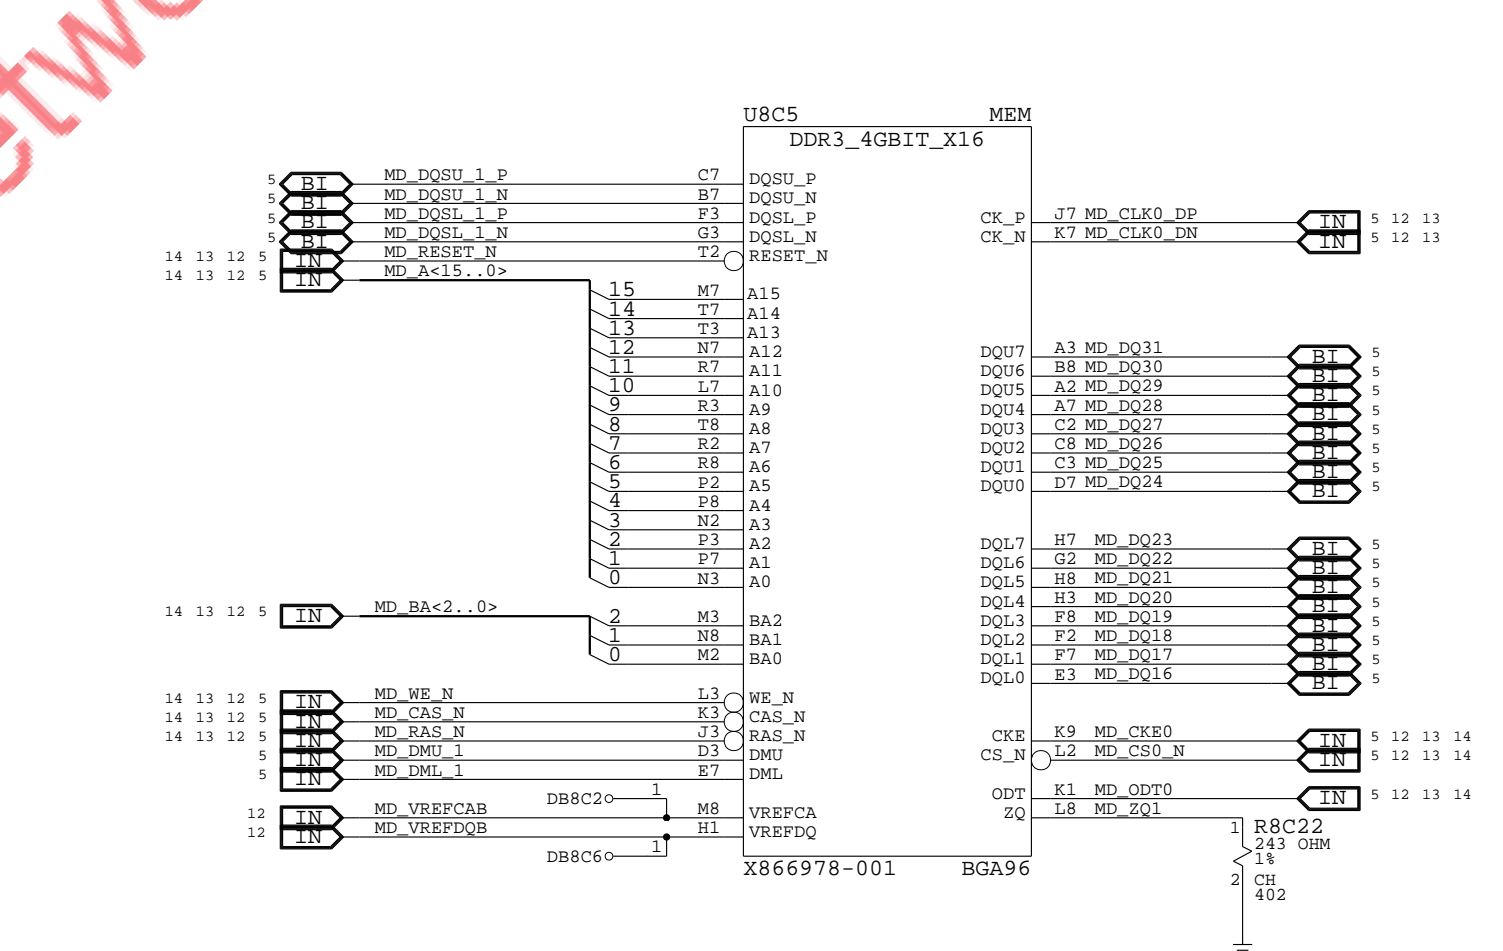 etwo
U8C5 MEM
DDR3_4GBIT_X16
5 BI MD_DQSU_1_P C7 DQSU_P
5 BI MD_DQSU_1_N B7 DQSU_N
5 BI MD_DQSL_1_P F3 DQSL_P CK_P J7 MD_CLK0_DP IN 5 12 13
5 BI MD_DQSL_1_N G3 DQSL_N CK_N K7 MD_CLK0_DN IN 5 12 13
14 13 12 5 IN MD_RESET_N T2 RESET_N
14 13 12 5 IN MD_A<15..0>
15 M7 A15
14 T7 A14
13 T3 A13
12 N7 A12 DQU7 A3 MD_DQ31 BI 5
11 R7 A11 DQU6 B8 MD_DQ30 BI 5
10 L7 A10 DQU5 A2 MD_DQ29 BI 5
9 R3 A9 DQU4 A7 MD_DQ28 BI 5
8 T8 A8 DQU3 C2 MD_DQ27 BI 5
7 R2 A7 DQU2 C8 MD_DQ26 BI 5
6 R8 A6 DQU1 C3 MD_DQ25 BI 5
5 P2 A5 DQU0 D7 MD_DQ24 BI 5
4 P8 A4
3 N2 A3
2 P3 A2 DQL7 H7 MD_DQ23 BI 5
1 P7 A1 DQL6 G2 MD_DQ22 BI 5
0 N3 A0 DQL5 H8 MD_DQ21 BI 5
14 13 12 5 IN MD_BA<2..0> DQL4 H3 MD_DQ20 BI 5
2 M3 BA2 DQL3 F8 MD_DQ19 BI 5
1 N8 BA1 DQL2 F2 MD_DQ18 BI 5
0 M2 BA0 DQL1 F7 MD_DQ17 BI 5
DQL0 E3 MD_DQ16 BI 5
14 13 12 5 IN MD_WE_N L3 WE_N
14 13 12 5 IN MD_CAS_N K3 CAS_N
14 13 12 5 IN MD_RAS_N J3 RAS_N CKE K9 MD_CKE0 IN 5 12 13 14
5 IN MD_DMU_1 D3 DMU CS_N L2 MD_CS0_N IN 5 12 13 14
5 IN MD_DML_1 E7 DML
DB8C2 1 ODT K1 MD_ODT0 IN 5 12 13 14
12 IN MD_VREFCAB M8 VREFCA ZQ L8 MD_ZQ1
12 IN MD_VREFDQB H1 VREFDQ 1 R8C22
243 OHM
DB8C6 1 1%
X866978-001 BGA96
2 CH
402